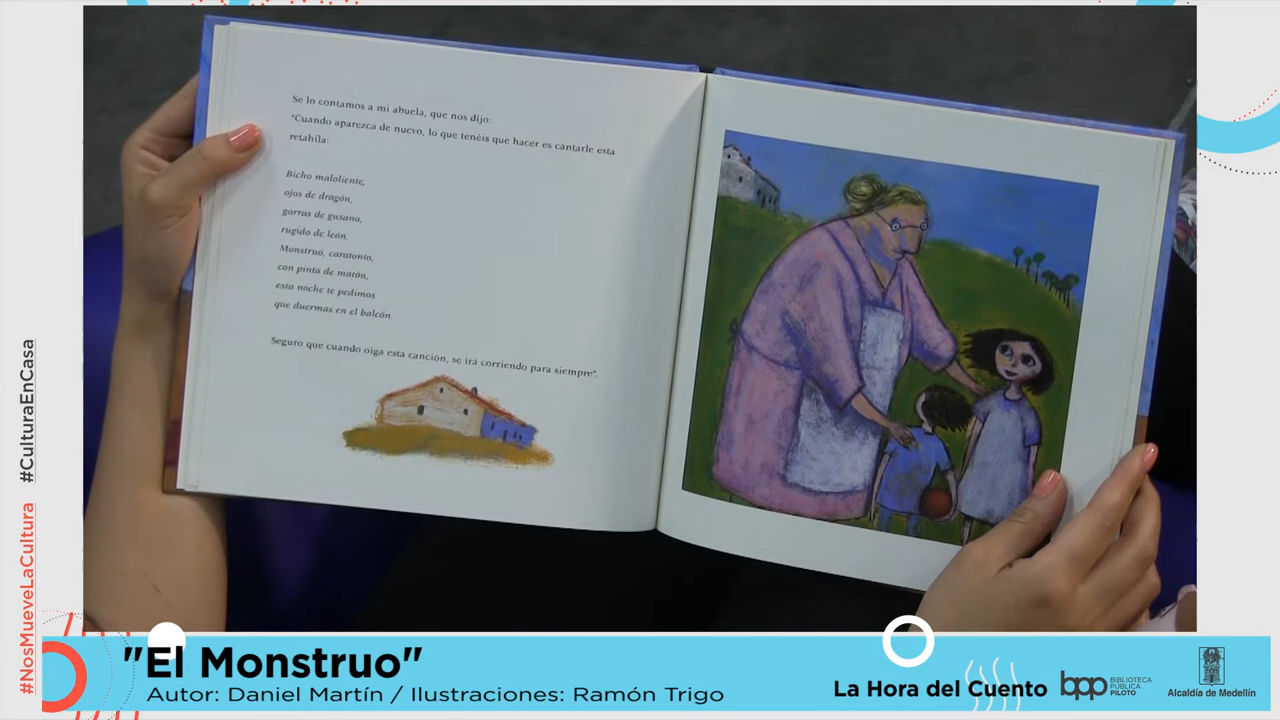 Se lo contamos a mi abuela, que nos dijo:
"Cuando aparezca de nuevo, lo que tenéis que hacer es cantarle esta
retahíla:
Bicho maloliente,
ojos de dragón,
garras de gusano,
rugido de león.
Monstruo, caratonto,
con pinta de matón,
esta noche te pedimos
que duermas en el balcón.
Seguro que cuando oiga esta canción, se irá corriendo para siempre".
#NosMueveLaCultura #CulturaEnCasa
"El Monstruo"
Autor: Daniel Martín / Ilustraciones: Ramón Trigo
La Hora del Cuento
bpp
BIBLIOTECA
PÚBLICA
PILOTO
Alcaldía de Medellín